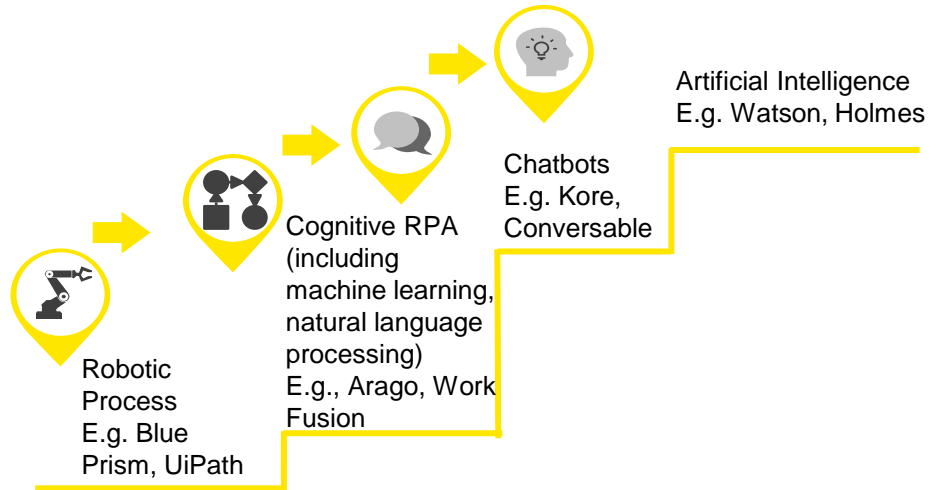 Robotic
Process
E.g. Blue
Prism, UiPath
Cognitive RPA
(including
machine learning,
natural language
processing)
E.g., Arago, Work
Fusion
Chatbots
E.g. Kore,
Conversable
Artificial Intelligence
E.g. Watson, Holmes